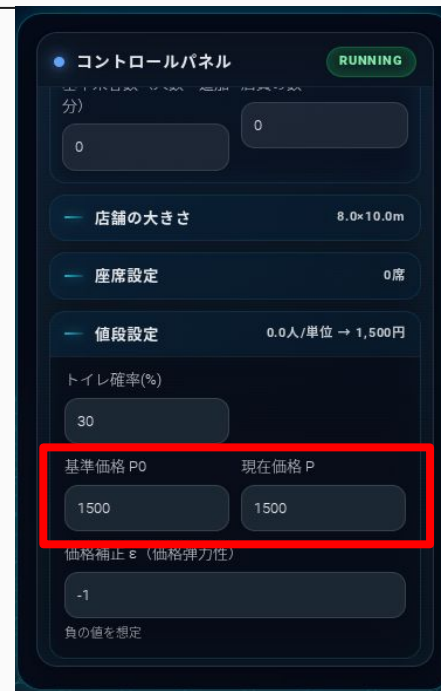 コントロールパネル
RUNNING
分）
0
0
店舗の大きさ
8.0×10.0m
座席設定
0席
値段設定
0.0人/単位 → 1,500円
トイレ確率(%)
30
基準価格 P0
現在価格 P
1500
1500
価格補正 ε（価格弾力性）
-1
負の値を想定